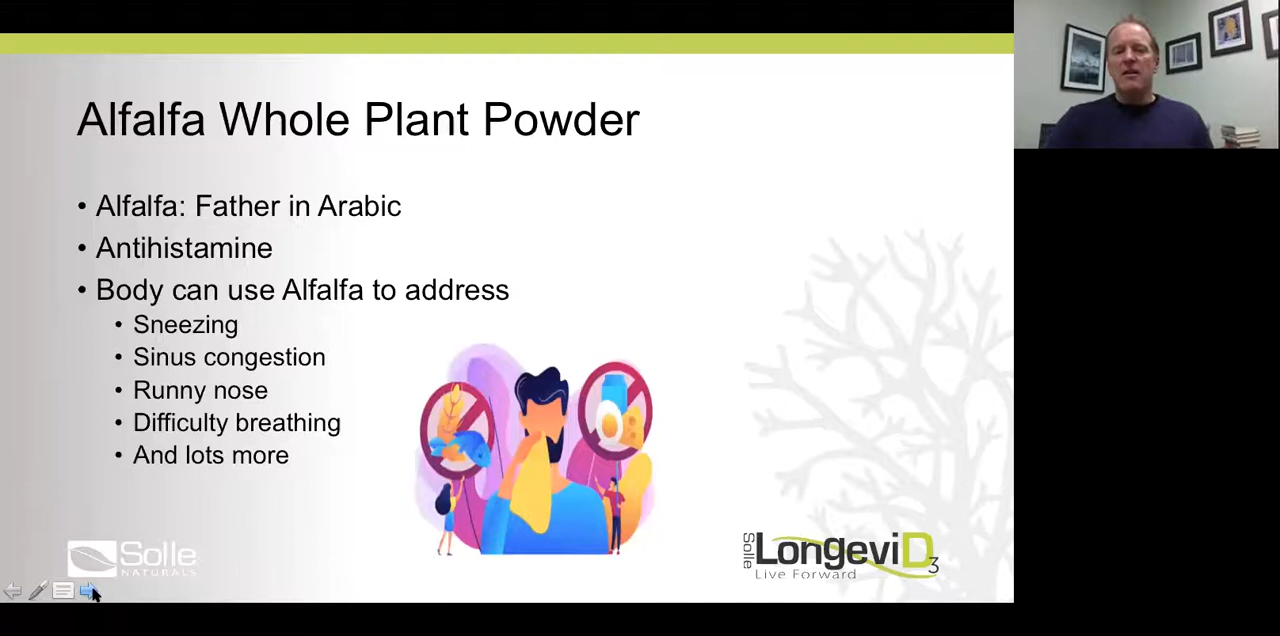 Alfalfa Whole Plant Powder
• Alfalfa: Father in Arabic
• Antihistamine
• Body can use Alfalfa to address
• Sneezing
• Sinus congestion
• Runny nose
• Difficulty breathing
• And lots more
Solle
NATURALS
Solle LongeviD3
Live Forward